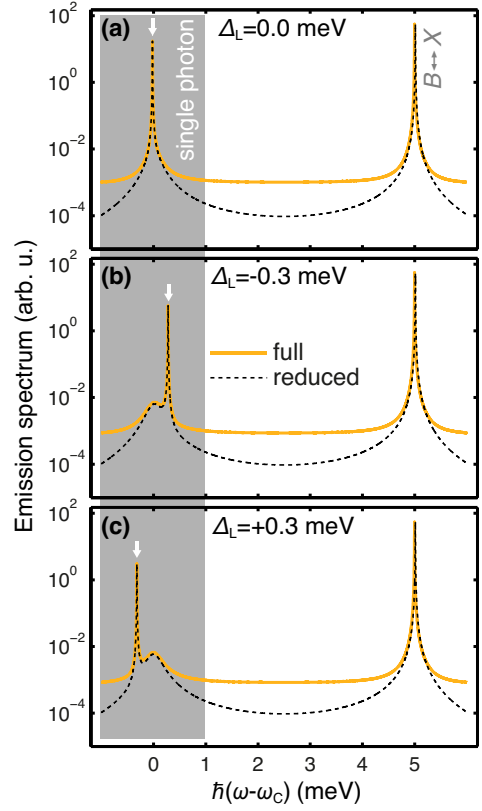 Emission spectrum (arb. u.)
(a)
Δ_L=0.0 meV
single photon
B↔X
10^2
10^0
10^−2
10^−4
(b)
Δ_L=-0.3 meV
full
reduced
10^2
10^0
10^−2
10^−4
(c)
Δ_L=+0.3 meV
10^2
10^0
10^−2
10^−4
0 1 2 3 4 5 6
ℏ(ω-ω_C) (meV)